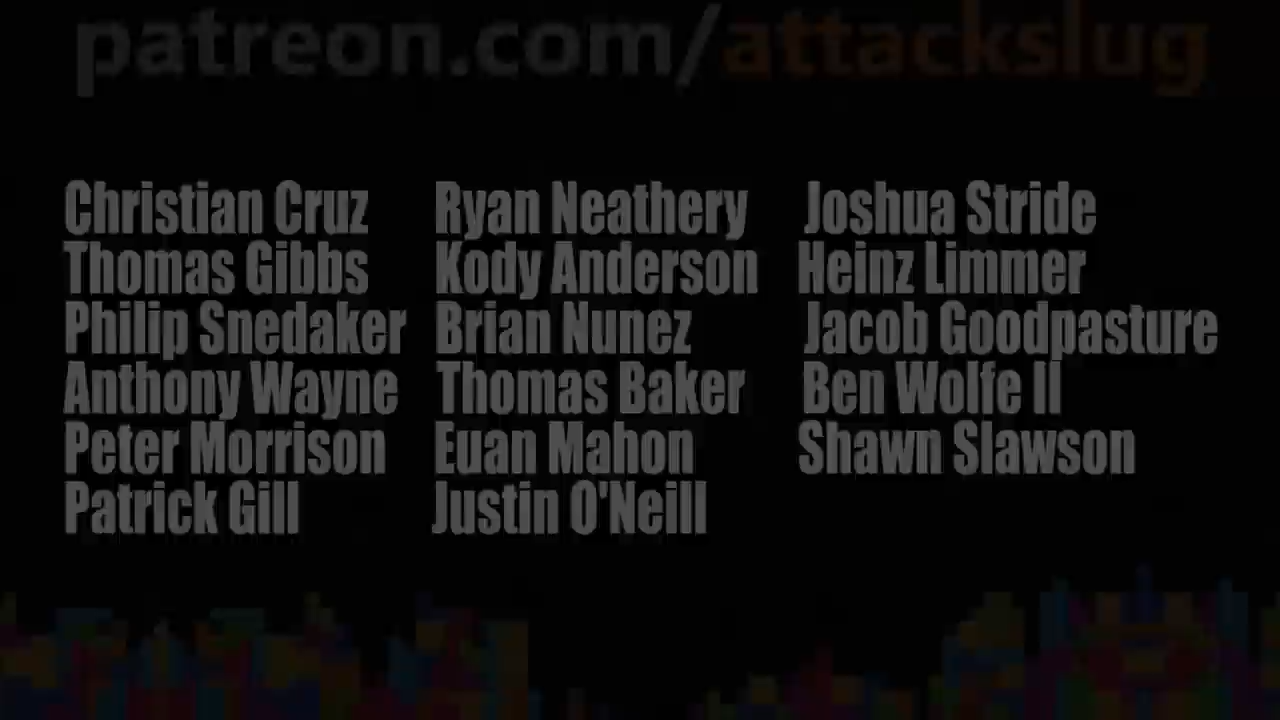 patreon.com/attackslug
Christian Cruz
Thomas Gibbs
Philip Snedaker
Anthony Wayne
Peter Morrison
Patrick Gill
Ryan Neathery
Kody Anderson
Brian Nunez
Thomas Baker
Euan Mahon
Justin O'Neill
Joshua Stride
Heinz Limmer
Jacob Goodpasture
Ben Wolfe II
Shawn Slawson